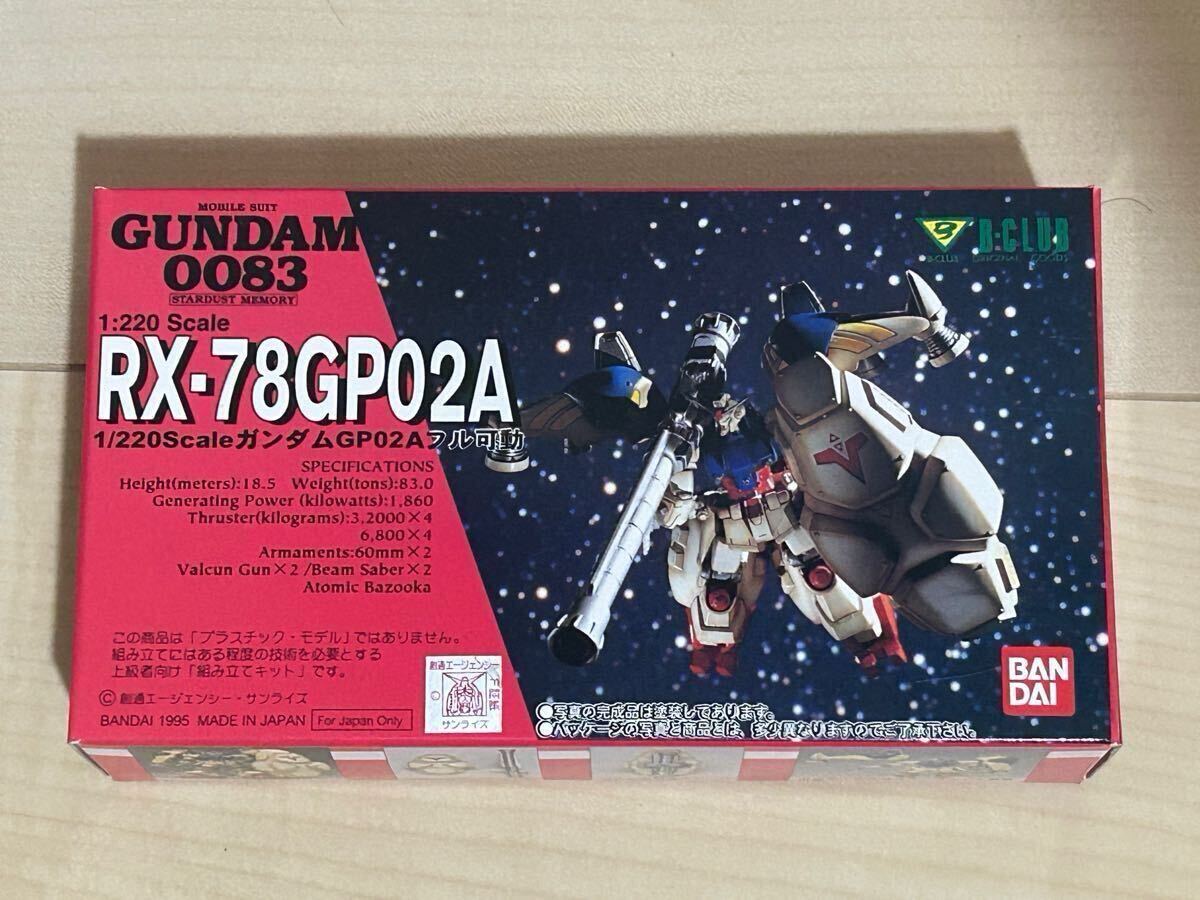 MOBILE SUIT
GUNDAM
0083
STARDUST MEMORY
1:220 Scale
RX-78GP02A
1/220ScaleガンダムGP02Aフル可動
SPECIFICATIONS
Height(meters):18.5 Weight(tons):83.0
Generating Power (kilowatts):1,860
Thruster(kilograms):3,2000×4
6,800×4
Armaments:60mm×2
Valcun Gun×2 /Beam Saber×2
Atomic Bazooka
この商品は「プラスチック・モデル」ではありません。
組み立てにはある程度の技術を必要とする
上級者向け「組み立てキット」です。
©創通エージェンシー・サンライズ
BANDAI 1995 MADE IN JAPAN For Japan Only
創通エージェンシー
サンライズ
B-CLUB
B-CLUB ORIGINAL GOODS
BAN
DAI
●写真の完成品は塗装してあります。
●パッケージの写真と商品とは、多少異なりますのでご了承下さい。